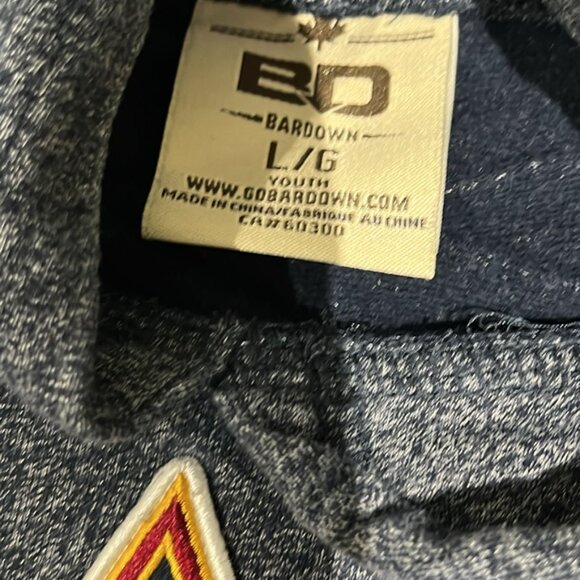 BD
BARDOWN
L/G
YOUTH
WWW.GOBARDOWN.COM
MADE IN CHINA/FABRIQUE AU CHINE
CA#60300